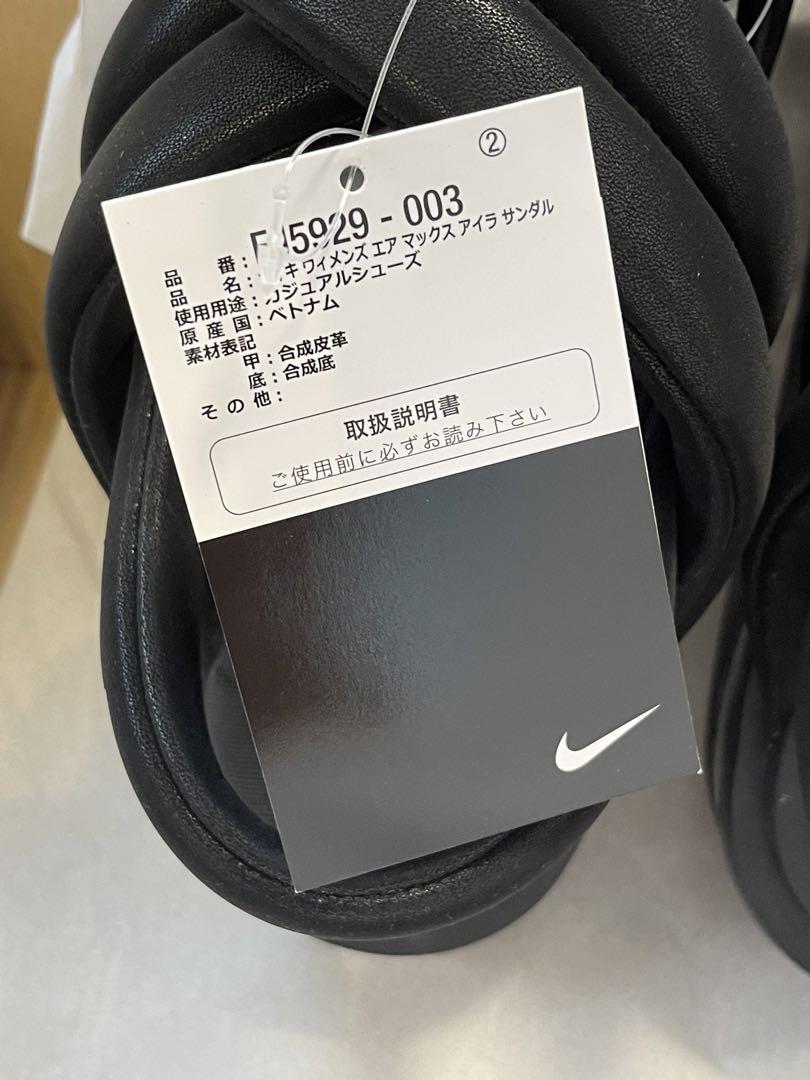 ②
品番：5929 - 003
品名：ウィメンズ エア マックス アイラ サンダル
使用用途：カジュアルシューズ
原産国：ベトナム
素材表記
甲：合成皮革
底：合成底
その他：
取扱説明書
ご使用前に必ずお読み下さい